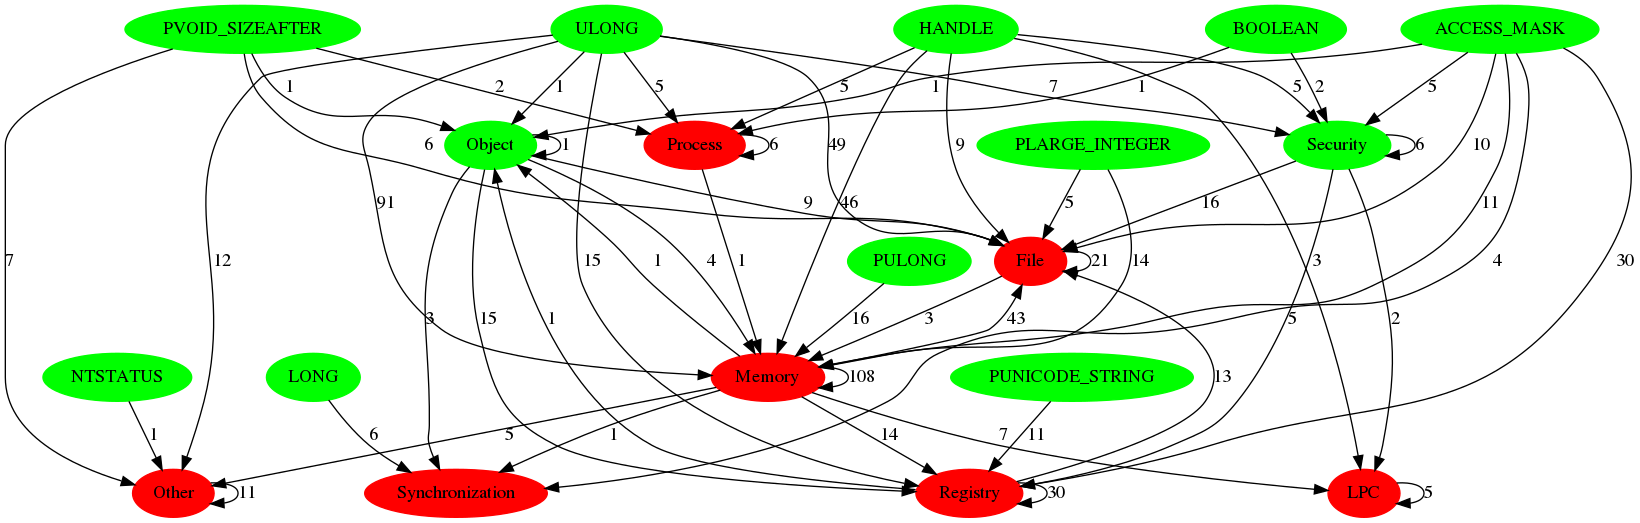 PVOID_SIZEAFTER ULONG HANDLE BOOLEAN ACCESS_MASK
1 2 1 5 5 1 7 1 5 2 5
Object 1 Process 6 PLARGE_INTEGER Security 6
6 49 9 10
91 46 9 5 16 11
7 12 15 1 4 1 PULONG File 21 14 3 4 30
3 15 1 16 3 43 5 2
NTSTATUS LONG Memory 108 PUNICODE_STRING 13
1 6 5 1 14 7 11
Other 11 Synchronization Registry 30 LPC 5